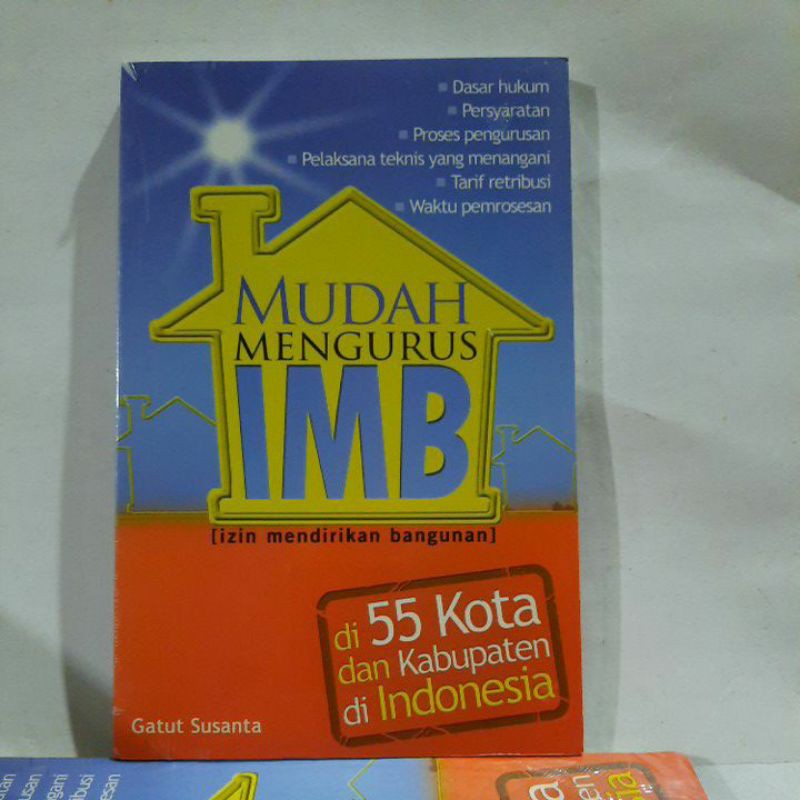 Dasar hukum
Persyaratan
Proses pengurusan
Pelaksana teknis yang menangani
Tarif retribusi
Waktu pemrosesan
MUDAH
MENGURUS
IMB
[izin mendirikan bangunan]
di 55 Kota
dan Kabupaten
di Indonesia
Gatut Susanta